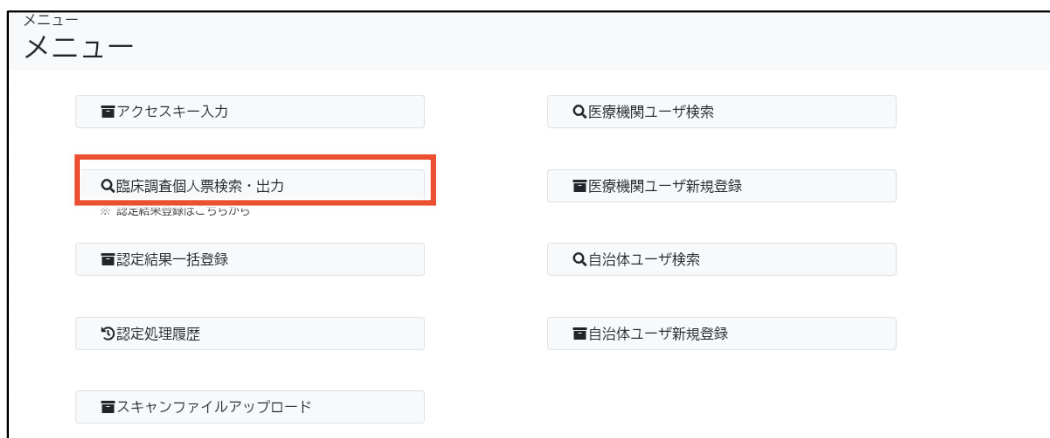 メニュー
メニュー
アクセスキー入力
医療機関ユーザ検索
臨床調査個人票検索・出力
医療機関ユーザ新規登録
※ 認定結果登録はこちらから
認定結果一括登録
自治体ユーザ検索
認定処理履歴
自治体ユーザ新規登録
スキャンファイルアップロード